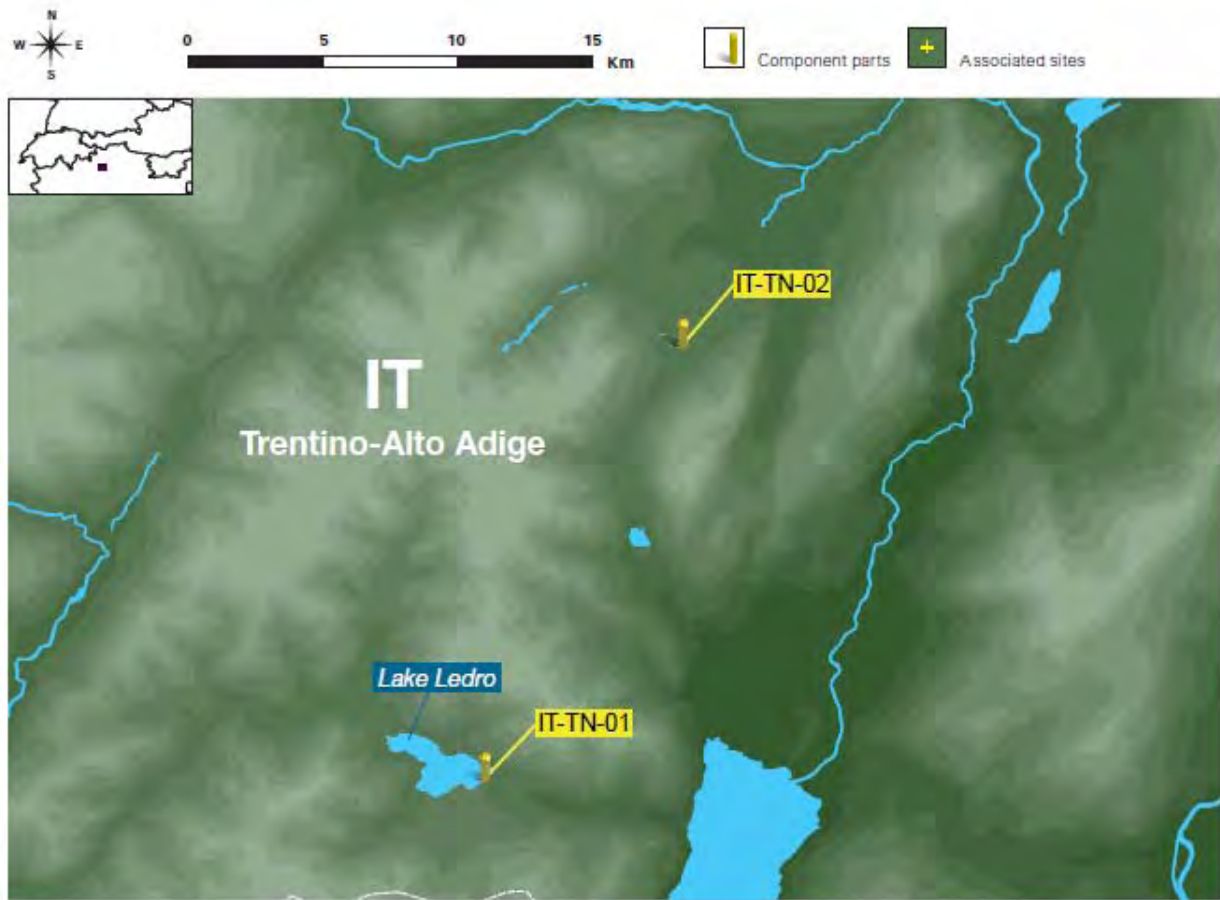 N
W E
S
0 5 10 15
Km
Component parts
Associated sites
IT-TN-02
IT
Trentino-Alto Adige
Lake Ledro
IT-TN-01